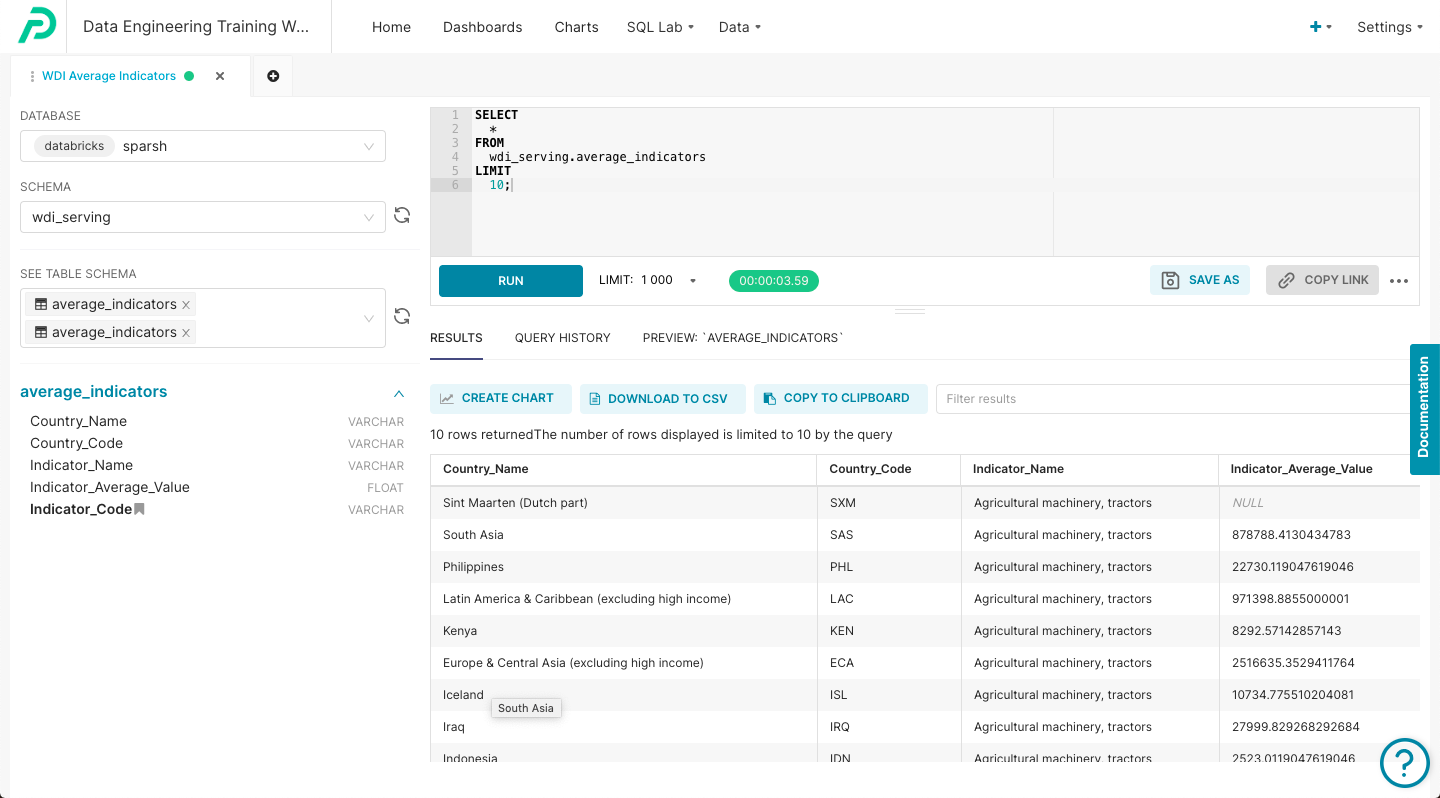 Data Engineering Training W...
Home Dashboards Charts SQL Lab Data Settings
WDI Average Indicators
DATABASE
databricks sparsh
SCHEMA
wdi_serving
SEE TABLE SCHEMA
average_indicators
average_indicators
average_indicators
Country_Name VARCHAR
Country_Code VARCHAR
Indicator_Name VARCHAR
Indicator_Average_Value FLOAT
Indicator_Code VARCHAR
1 SELECT
2 *
3 FROM
4 wdi_serving.average_indicators
5 LIMIT
6 10;
RUN LIMIT: 1 000 00:00:03.59 SAVE AS COPY LINK
RESULTS QUERY HISTORY PREVIEW: `AVERAGE_INDICATORS`
CREATE CHART DOWNLOAD TO CSV COPY TO CLIPBOARD Filter results
10 rows returnedThe number of rows displayed is limited to 10 by the query
Country_Name Country_Code Indicator_Name Indicator_Average_Value
Sint Maarten (Dutch part) SXM Agricultural machinery, tractors NULL
South Asia SAS Agricultural machinery, tractors 878788.4130434783
Philippines PHL Agricultural machinery, tractors 22730.119047619046
Latin America & Caribbean (excluding high income) LAC Agricultural machinery, tractors 971398.8855000001
Kenya KEN Agricultural machinery, tractors 8292.57142857143
Europe & Central Asia (excluding high income) ECA Agricultural machinery, tractors 2516635.3529411764
Iceland ISL Agricultural machinery, tractors 10734.775510204081
South Asia
Iraq IRQ Agricultural machinery, tractors 27999.829268292684
Indonesia IDN Agricultural machinery, tractors 2523.0119047619046
Documentation
?